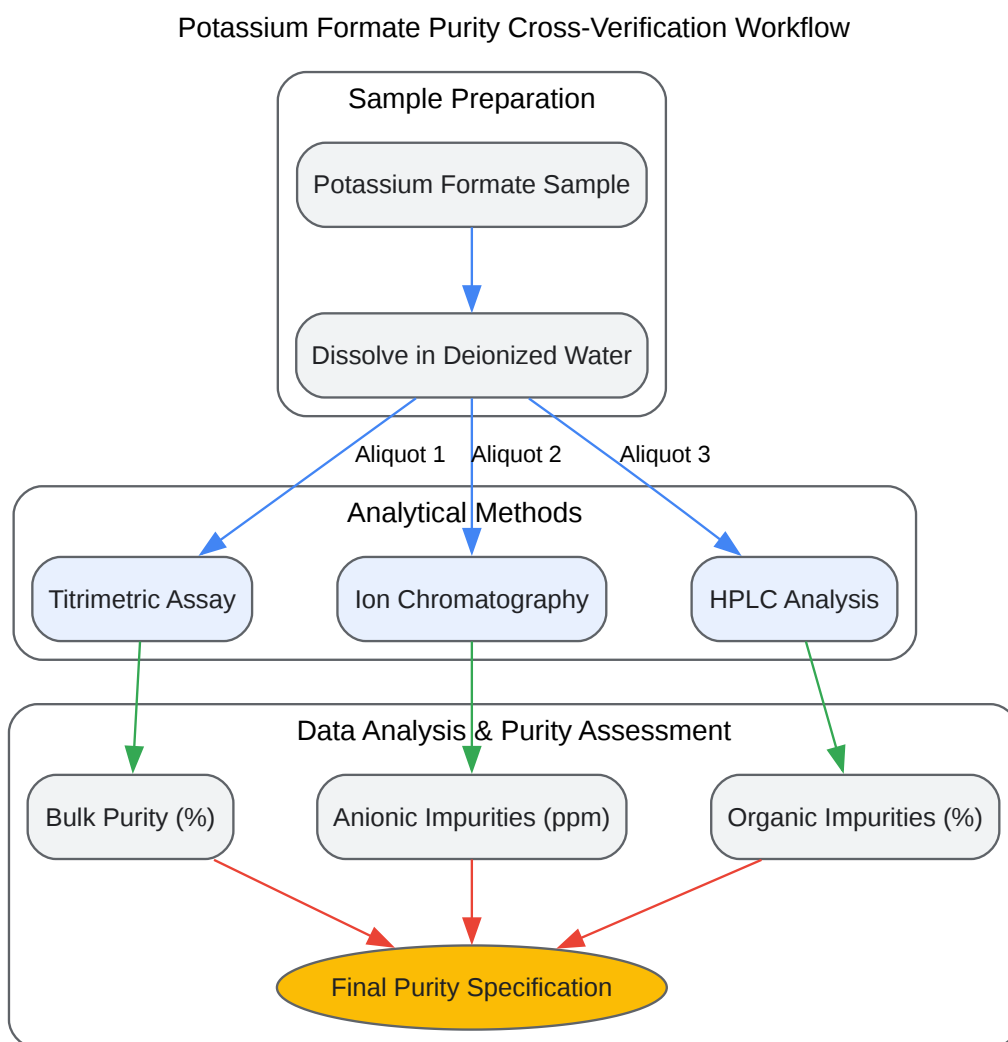 Potassium Formate Purity Cross-Verification Workflow
Sample Preparation
Potassium Formate Sample
Dissolve in Deionized Water
Aliquot 1
Aliquot 2
Aliquot 3
Analytical Methods
Titrimetric Assay
Ion Chromatography
HPLC Analysis
Data Analysis & Purity Assessment
Bulk Purity (%)
Anionic Impurities (ppm)
Organic Impurities (%)
Final Purity Specification